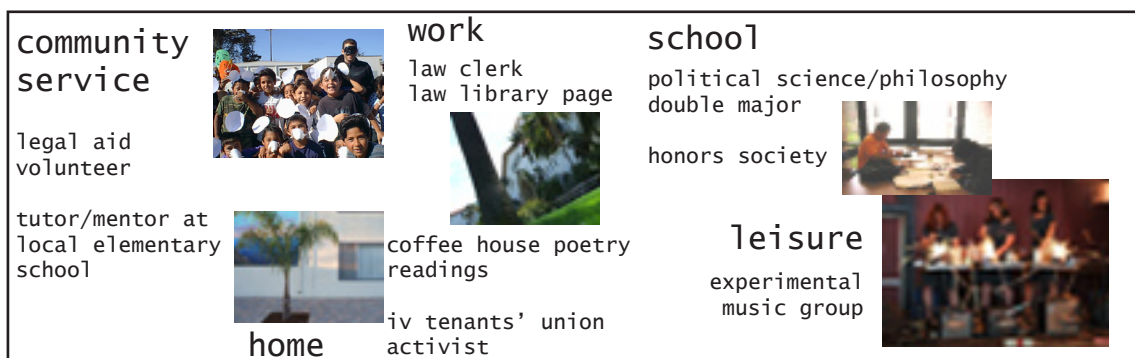 community
service
legal aid
volunteer
tutor/mentor at
local elementary
school
home
work
law clerk
law library page
coffee house poetry
readings
iv tenants’ union
activist
school
political science/philosophy
double major
honors society
leisure
experimental
music group